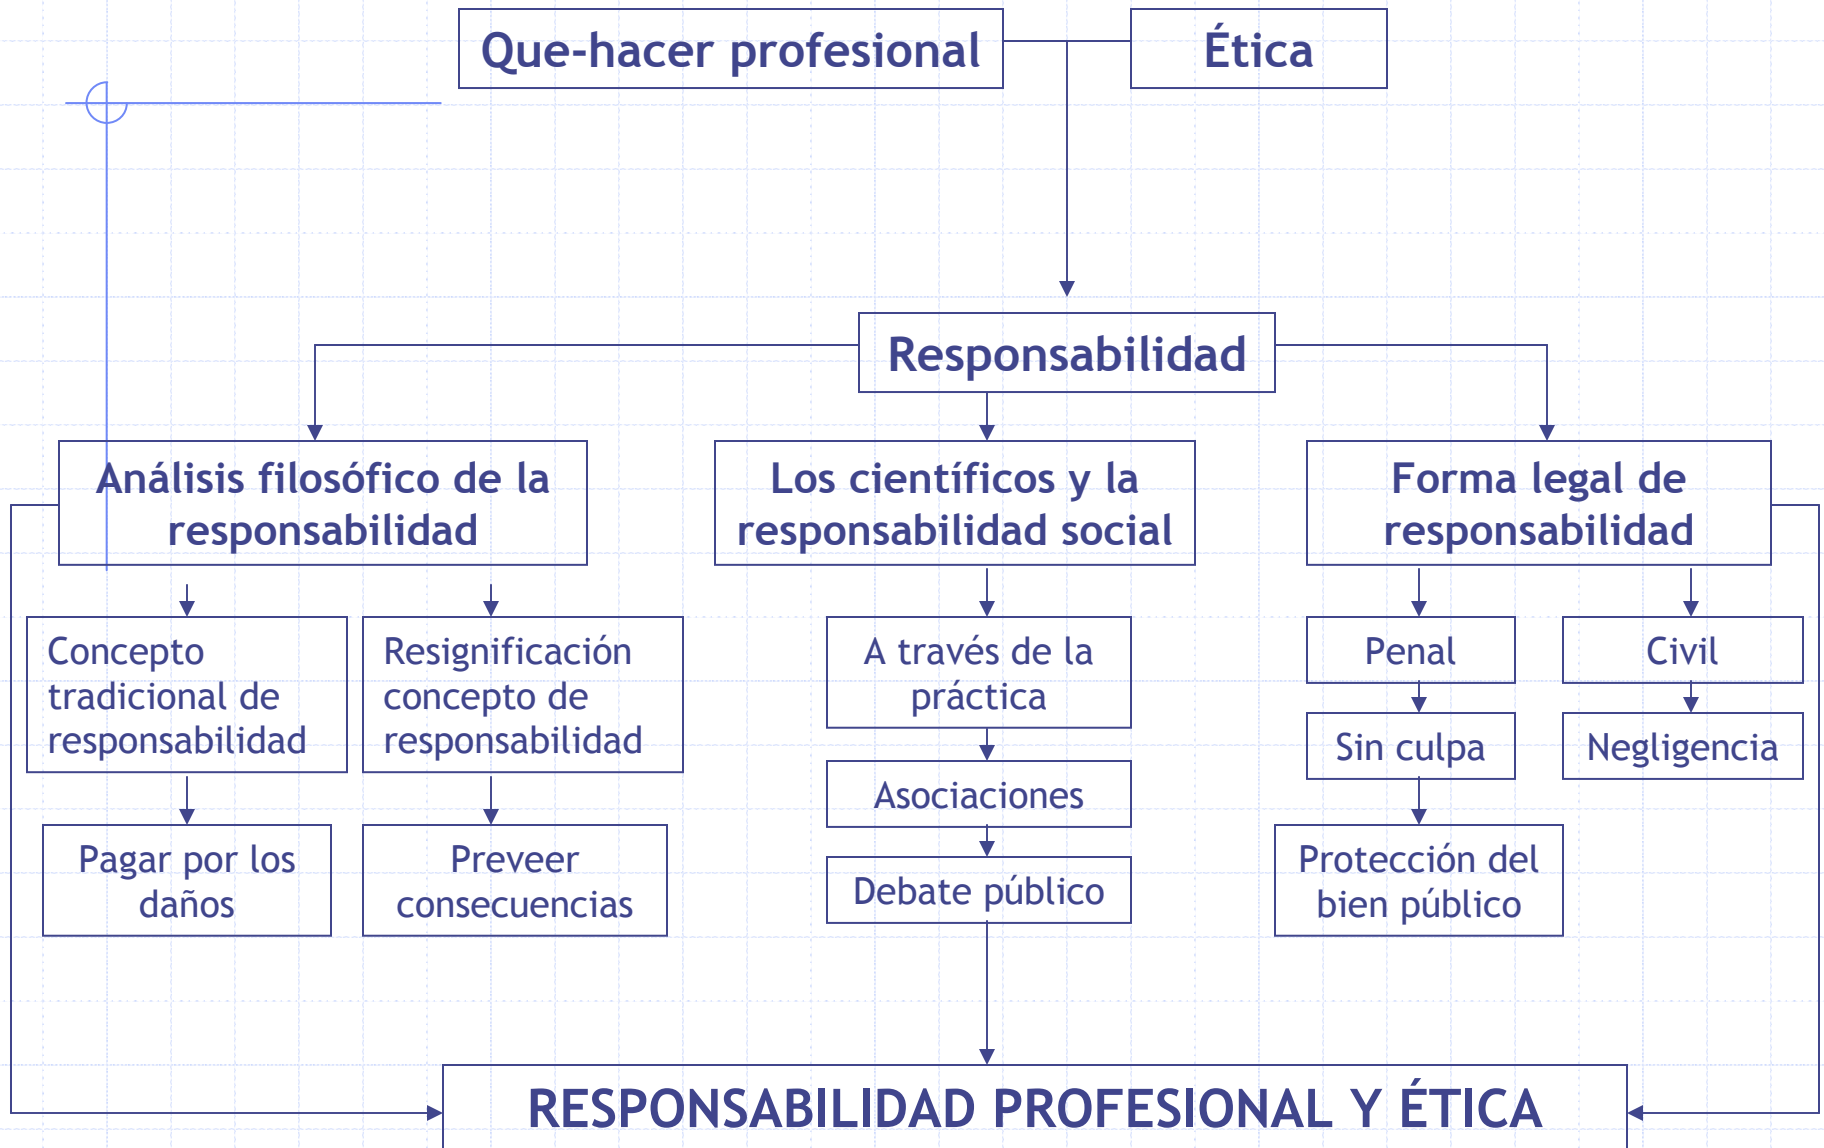 Que-hacer profesional
Ética
Responsabilidad
Análisis filosófico de la
responsabilidad
Los científicos y la
responsabilidad social
Forma legal de
responsabilidad
Concepto
tradicional de
responsabilidad
Resignificación
concepto de
responsabilidad
A través de la
práctica
Penal
Civil
Sin culpa
Negligencia
Asociaciones
Pagar por los
daños
Preveer
consecuencias
Debate público
Protección del
bien público
RESPONSABILIDAD PROFESIONAL Y ÉTICA